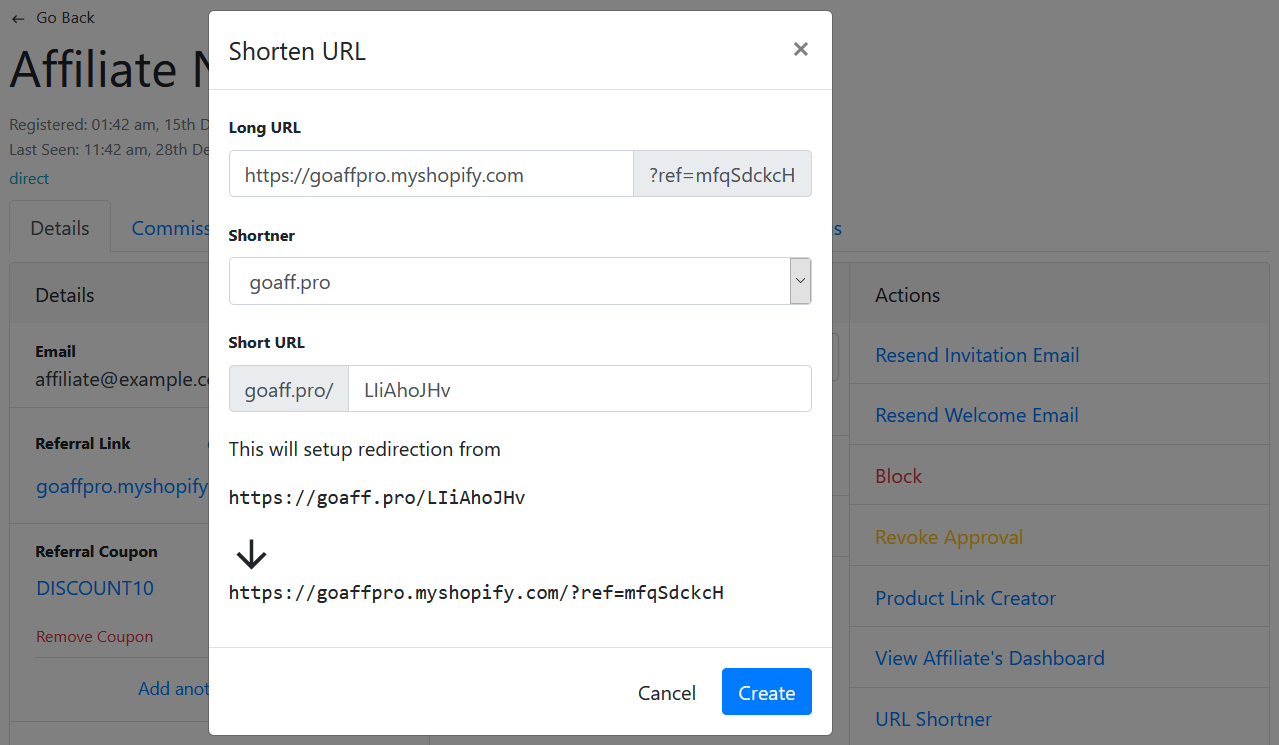 ← Go Back
Affiliate
Registered: 01:42 am, 15th
Last Seen: 11:42 am, 28th
direct
Details
Shorten URL
×
Long URL
https://goaffpro.myshopify.com ?ref=mfqSdckcH
Shortner
goaff.pro
Short URL
goaff.pro/ LIiAhoJHv
This will setup redirection from
https://goaff.pro/LIiAhoJHv
↓
https://goaffpro.myshopify.com/?ref=mfqSdckcH
Cancel Create
Details
Email
affiliate@example.c
Referral Link
goaffpro.myshopify
Referral Coupon
DISCOUNT10
Remove Coupon
Add
Actions
Resend Invitation Email
Resend Welcome Email
Block
Revoke Approval
Product Link Creator
View Affiliate's Dashboard
URL Shortner